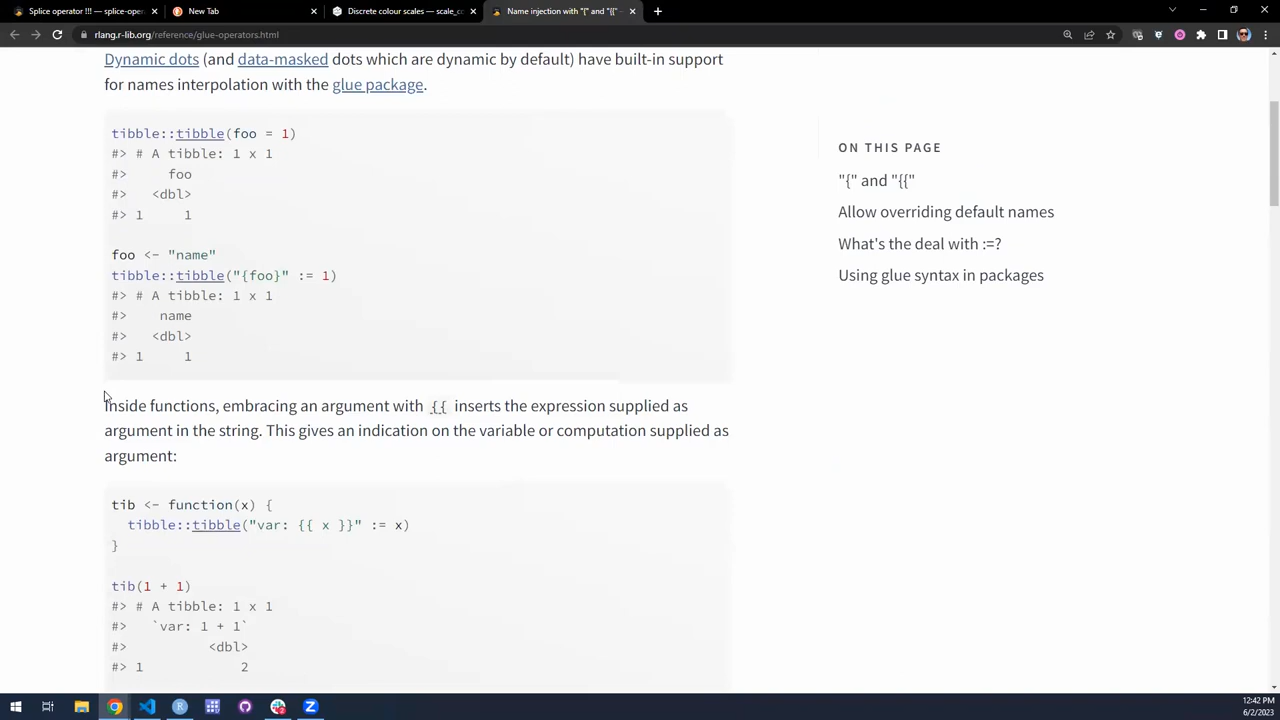 Splice operator !!! — splice-oper
New Tab
Discrete colour scales — scale_cc
Name injection with "{" and "{{" –
rlang.r-lib.org/reference/glue-operators.html
Dynamic dots (and data-masked dots which are dynamic by default) have built-in support
for names interpolation with the glue package.
tibble::tibble(foo = 1)
#> # A tibble: 1 x 1
#>     foo
#>   <dbl>
#> 1     1
foo <- "name"
tibble::tibble("{foo}" := 1)
#> # A tibble: 1 x 1
#>    name
#>   <dbl>
#> 1     1
Inside functions, embracing an argument with {{ inserts the expression supplied as
argument in the string. This gives an indication on the variable or computation supplied as
argument:
tib <- function(x) {
  tibble::tibble("var: {{ x }}" := x)
}
tib(1 + 1)
#> # A tibble: 1 x 1
#>   `var: 1 + 1`
#>          <dbl>
#> 1            2
ON THIS PAGE
"{" and "{{"
Allow overriding default names
What's the deal with :=?
Using glue syntax in packages
12:42 PM
6/2/2023